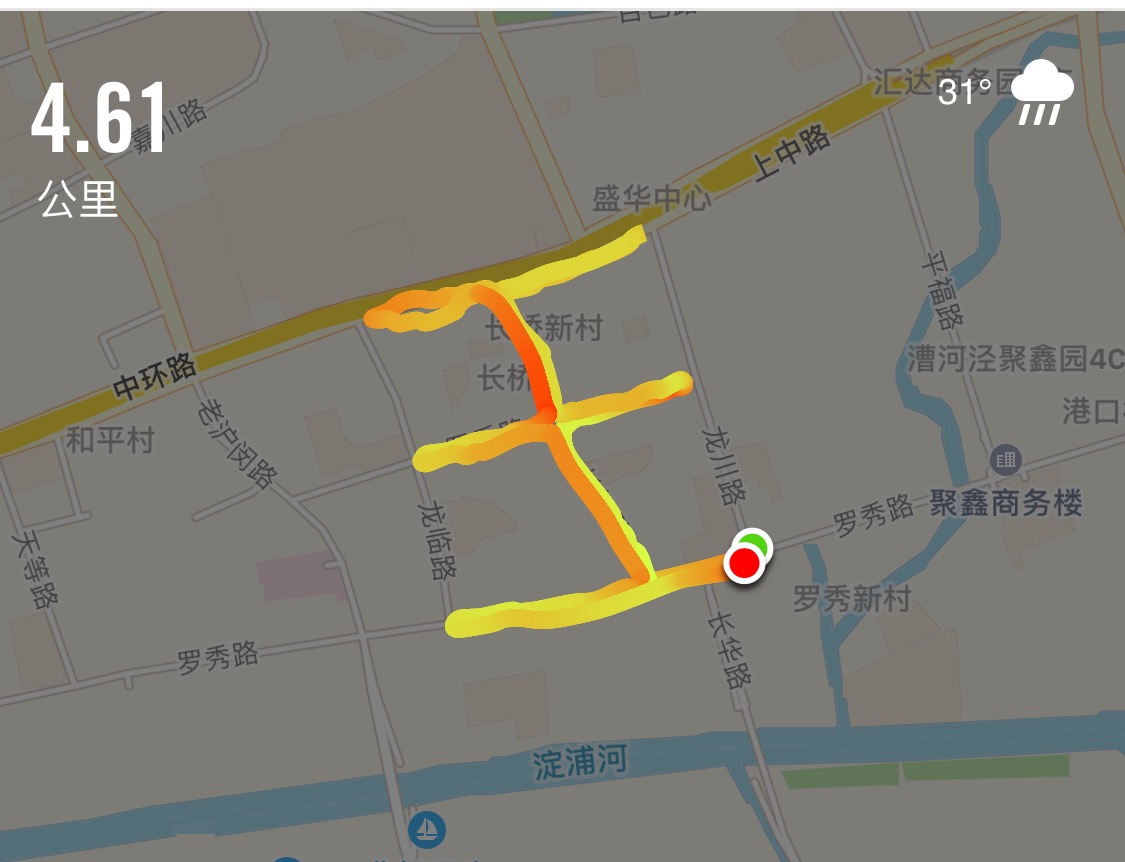 4.61
公里
31°
嘉川路
汇达商务园
上中路
盛华中心
平福路
长桥新村
漕河泾聚鑫园4C
中环路
长桥
港口
和平村
老沪闵路
龙川路
聚鑫商务楼
罗秀路
龙临路
天等路
罗秀新村
长华路
罗秀路
淀浦河